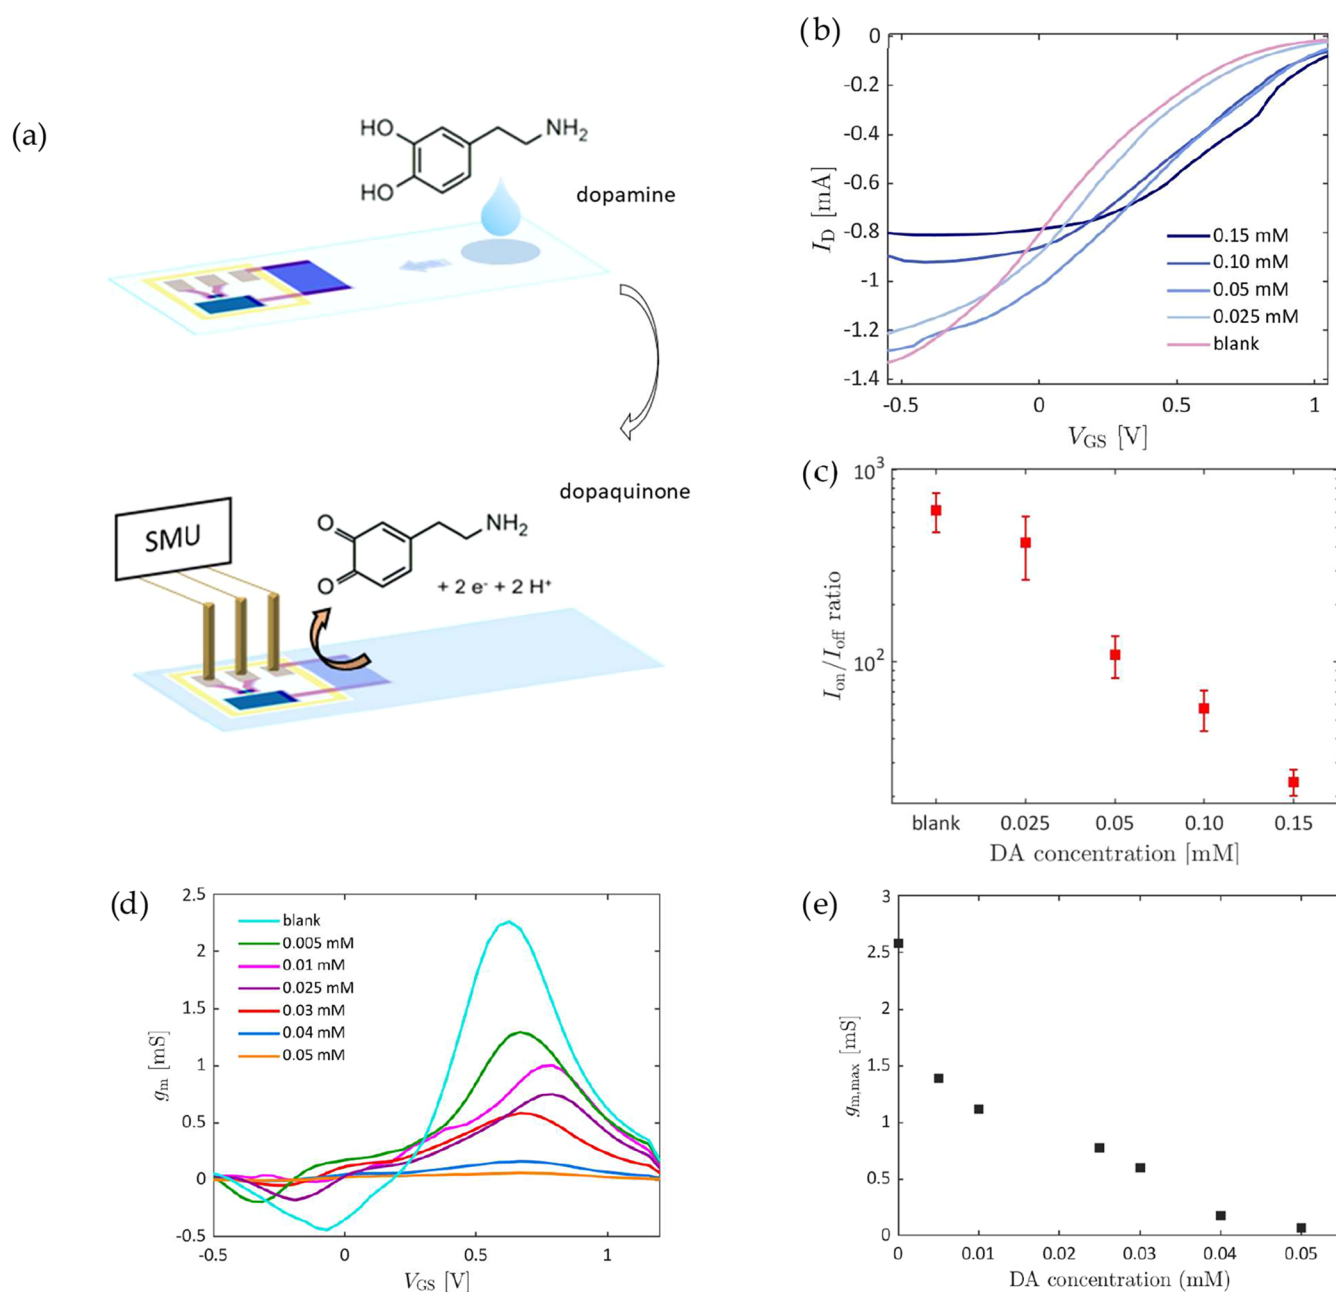 (a)
HO
NH2
HO
dopamine
dopaquinone
SMU
O
NH2
O
+ 2 e- + 2 H+
(b)
0
-0.2
-0.4
-0.6
-0.8
-1
-1.2
-1.4
ID [mA]
0.15 mM
0.10 mM
0.05 mM
0.025 mM
blank
-0.5
0
0.5
1
VGS [V]
(c)
10^3
10^2
Ion/Ioff ratio
blank
0.025
0.05
0.10
0.15
DA concentration [mM]
(d)
2.5
2
1.5
1
0.5
0
-0.5
gm [mS]
blank
0.005 mM
0.01 mM
0.025 mM
0.03 mM
0.04 mM
0.05 mM
-0.5
0
0.5
1
VGS [V]
(e)
3
2.5
2
1.5
1
0.5
0
gm,max [mS]
0
0.01
0.02
0.03
0.04
0.05
DA concentration (mM)